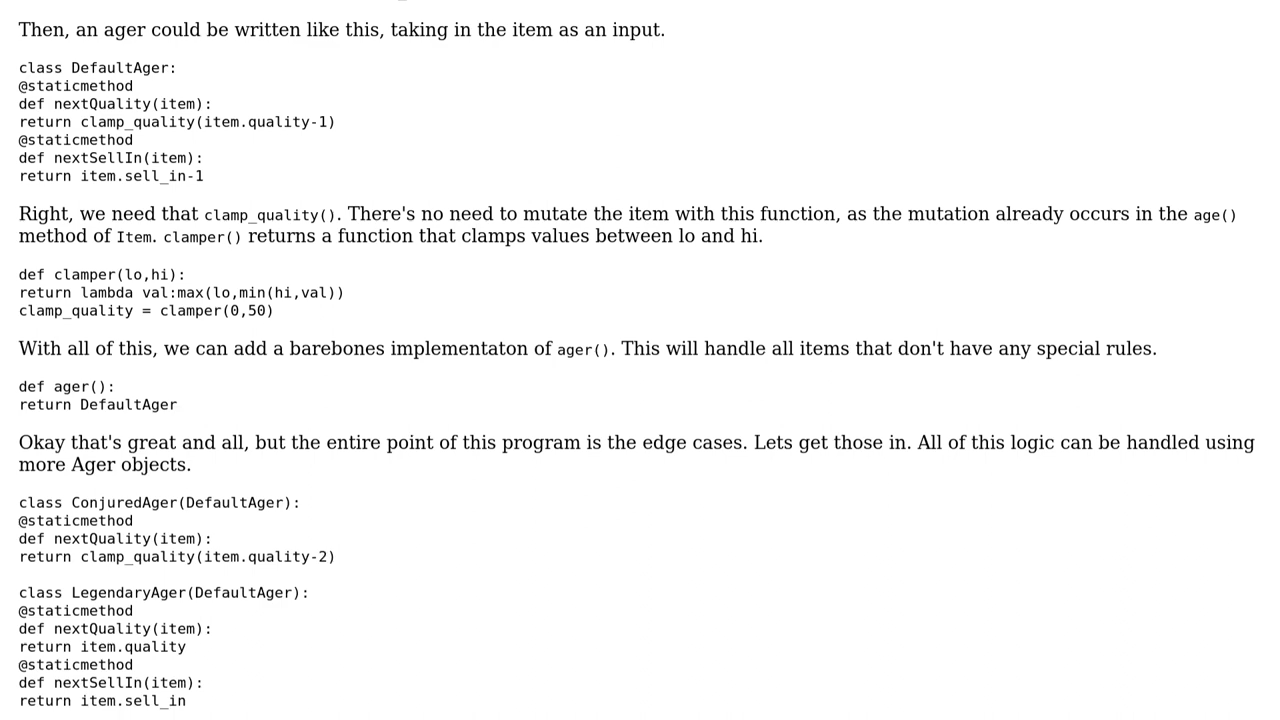 Then, an ager could be written like this, taking in the item as an input.
class DefaultAger:
@staticmethod
def nextQuality(item):
return clamp_quality(item.quality-1)
@staticmethod
def nextSellIn(item):
return item.sell_in-1
Right, we need that clamp_quality(). There's no need to mutate the item with this function, as the mutation already occurs in the age()
method of Item. clamper() returns a function that clamps values between lo and hi.
def clamper(lo,hi):
return lambda val:max(lo,min(hi,val))
clamp_quality = clamper(0,50)
With all of this, we can add a barebones implementaton of ager(). This will handle all items that don't have any special rules.
def ager():
return DefaultAger
Okay that's great and all, but the entire point of this program is the edge cases. Lets get those in. All of this logic can be handled using
more Ager objects.
class ConjuredAger(DefaultAger):
@staticmethod
def nextQuality(item):
return clamp_quality(item.quality-2)
class LegendaryAger(DefaultAger):
@staticmethod
def nextQuality(item):
return item.quality
@staticmethod
def nextSellIn(item):
return item.sell_in